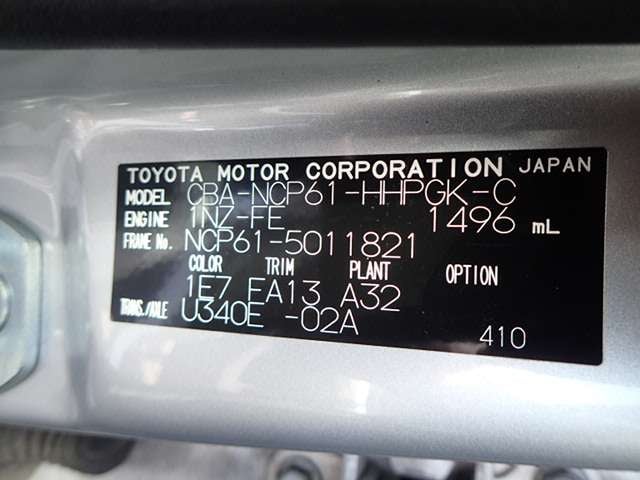 TOYOTA MOTOR CORPORATION JAPAN
MODEL CBA-NCP61-HHPGK-C
ENGINE 1NZ-FE 1496 mL
FRAME No. NCP61-5011821
COLOR TRIM PLANT OPTION
1E7 FA13 A32
TRANS./AXLE U340E -02A
410